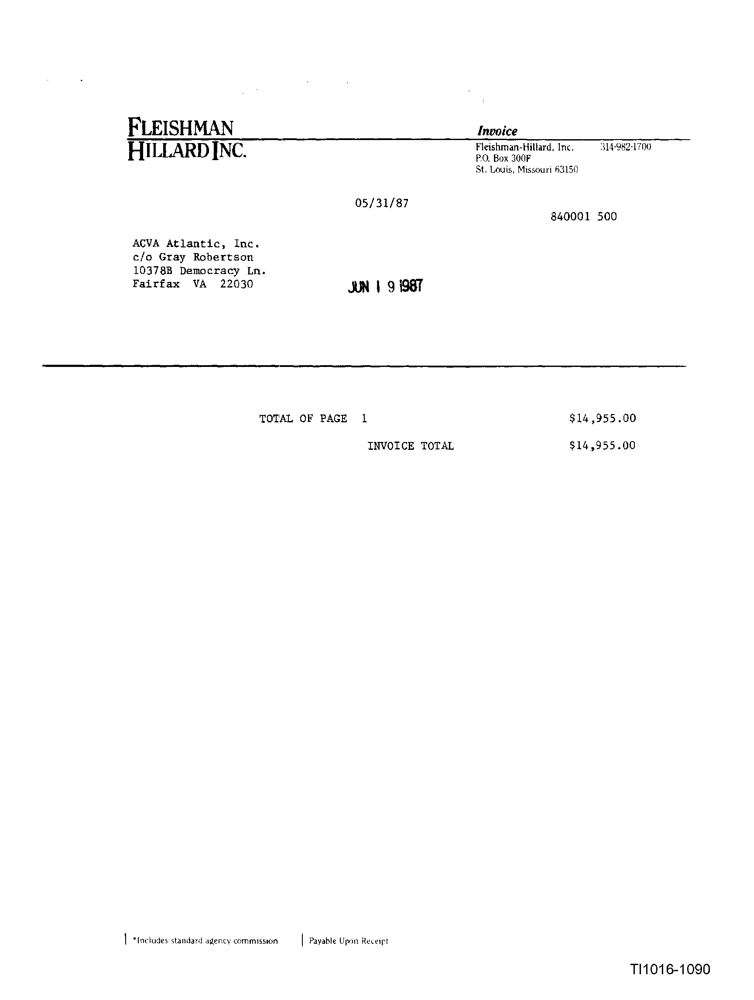 FLEISHMAN
HILLARD INC.
Invoice
Fleishman-Hillard, Inc. 314-982-1700
P.O. Box 300F
St. Louis, Missouri 63150
05/31/87
840001 500
ACVA Atlantic, Inc.
c/o Gray Robertson
10378B Democracy Ln.
Fairfax VA 22030
JUN 19 1987
TOTAL OF PAGE 1 $14,955.00
INVOICE TOTAL $14,955.00
*Includes standard agency commission
Payable Upon Receipt
TI1016-1090